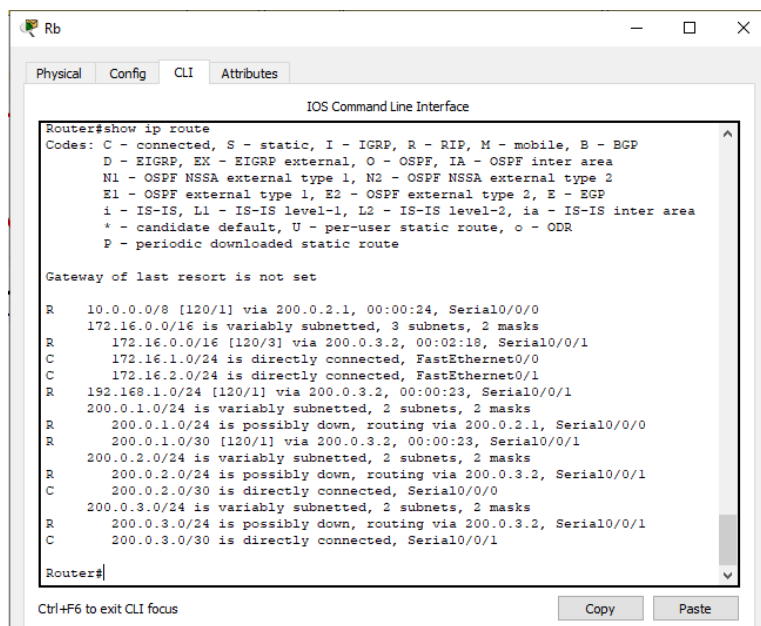 Rb
Physical Config CLI Attributes
IOS Command Line Interface
Router#show ip route
Codes: C - connected, S - static, I - IGRP, R - RIP, M - mobile, B - BGP
D - EIGRP, EX - EIGRP external, O - OSPF, IA - OSPF inter area
N1 - OSPF NSSA external type 1, N2 - OSPF NSSA external type 2
E1 - OSPF external type 1, E2 - OSPF external type 2, E - EGP
i - IS-IS, L1 - IS-IS level-1, L2 - IS-IS level-2, ia - IS-IS inter area
* - candidate default, U - per-user static route, o - ODR
P - periodic downloaded static route
Gateway of last resort is not set
R 10.0.0.0/8 [120/1] via 200.0.2.1, 00:00:24, Serial0/0/0
172.16.0.0/16 is variably subnetted, 3 subnets, 2 masks
R 172.16.0.0/16 [120/3] via 200.0.3.2, 00:02:18, Serial0/0/1
C 172.16.1.0/24 is directly connected, FastEthernet0/0
C 172.16.2.0/24 is directly connected, FastEthernet0/1
R 192.168.1.0/24 [120/1] via 200.0.3.2, 00:00:23, Serial0/0/1
200.0.1.0/24 is variably subnetted, 2 subnets, 2 masks
R 200.0.1.0/24 is possibly down, routing via 200.0.2.1, Serial0/0/0
R 200.0.1.0/30 [120/1] via 200.0.3.2, 00:00:23, Serial0/0/1
200.0.2.0/24 is variably subnetted, 2 subnets, 2 masks
R 200.0.2.0/24 is possibly down, routing via 200.0.3.2, Serial0/0/1
C 200.0.2.0/30 is directly connected, Serial0/0/0
200.0.3.0/24 is variably subnetted, 2 subnets, 2 masks
R 200.0.3.0/24 is possibly down, routing via 200.0.3.2, Serial0/0/1
C 200.0.3.0/30 is directly connected, Serial0/0/1
Router#
Ctrl+F6 to exit CLI focus
Copy Paste